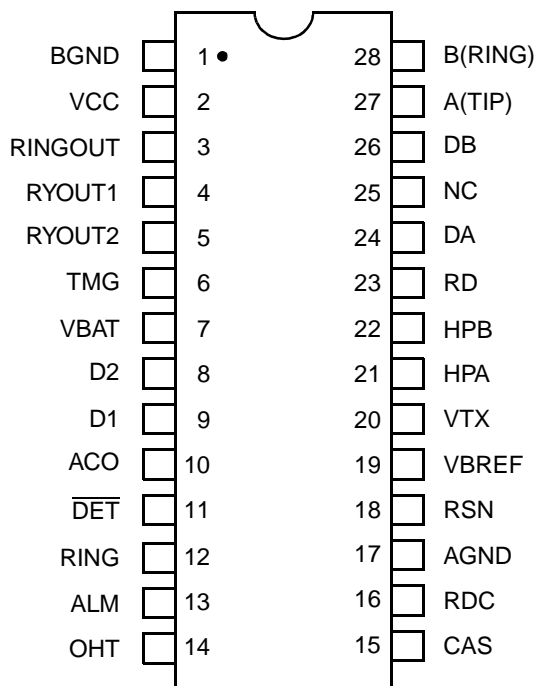 BGND 1 28 B(RING)
VCC 2 27 A(TIP)
RINGOUT 3 26 DB
RYOUT1 4 25 NC
RYOUT2 5 24 DA
TMG 6 23 RD
VBAT 7 22 HPB
D2 8 21 HPA
D1 9 20 VTX
ACO 10 19 VBREF
D̅E̅T̅ 11 18 RSN
RING 12 17 AGND
ALM 13 16 RDC
OHT 14 15 CAS